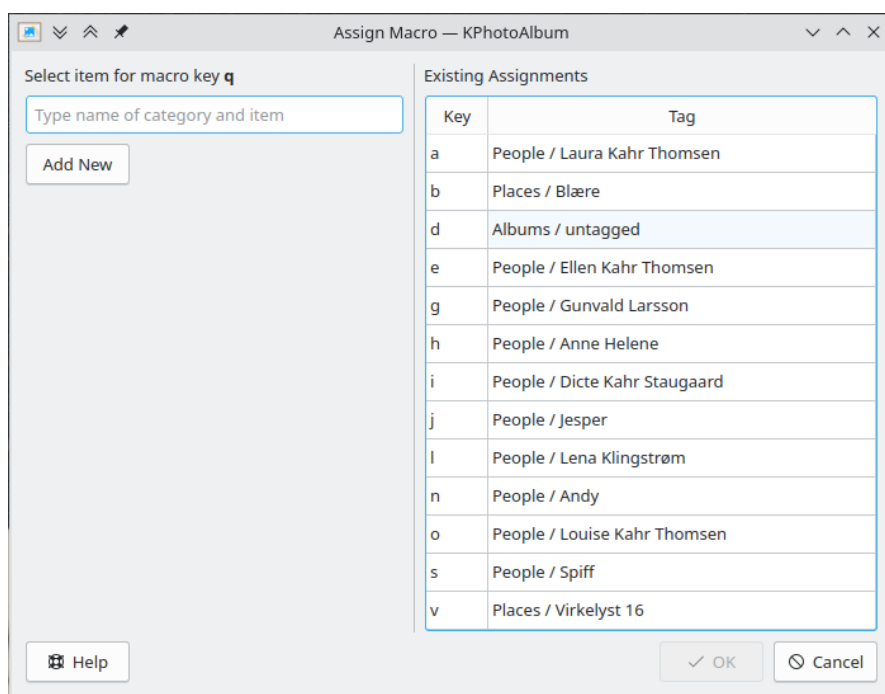 Assign Macro — KPhotoAlbum
Select item for macro key q
Type name of category and item
Add New
Existing Assignments
Key Tag
a People / Laura Kahr Thomsen
b Places / Blære
d Albums / untagged
e People / Ellen Kahr Thomsen
g People / Gunvald Larsson
h People / Anne Helene
i People / Dicte Kahr Staugaard
j People / Jesper
l People / Lena Klingstrøm
n People / Andy
o People / Louise Kahr Thomsen
s People / Spiff
v Places / Virkelyst 16
Help
OK
Cancel